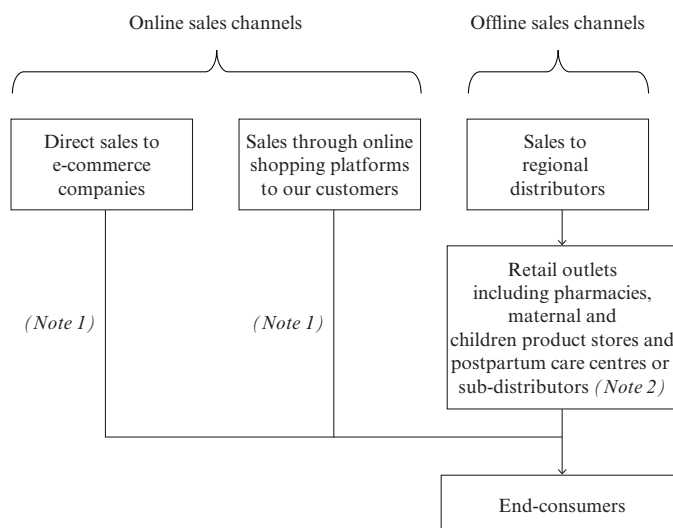 Online sales channels
Offline sales channels
Direct sales to
e-commerce
companies
Sales through online
shopping platforms
to our customers
Sales to
regional
distributors
(Note 1)
(Note 1)
Retail outlets
including pharmacies,
maternal and
children product stores and
postpartum care centres or
sub-distributors (Note 2)
End-consumers